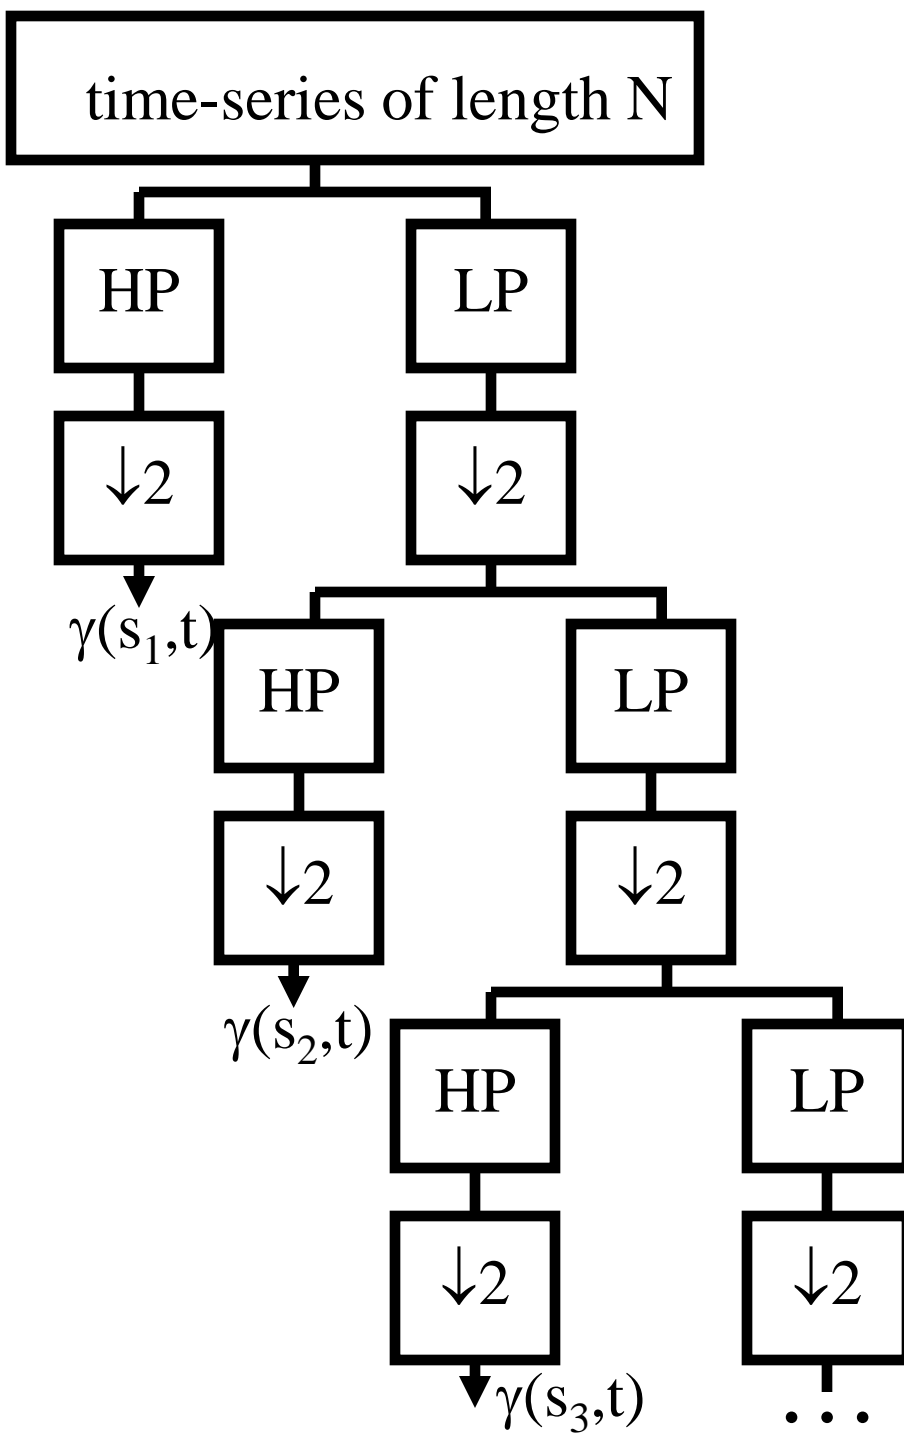 time-series of length N
HP LP
↓2 ↓2
γ(s₁,t)
HP LP
↓2 ↓2
γ(s₂,t)
HP LP
↓2 ↓2
γ(s₃,t) ...